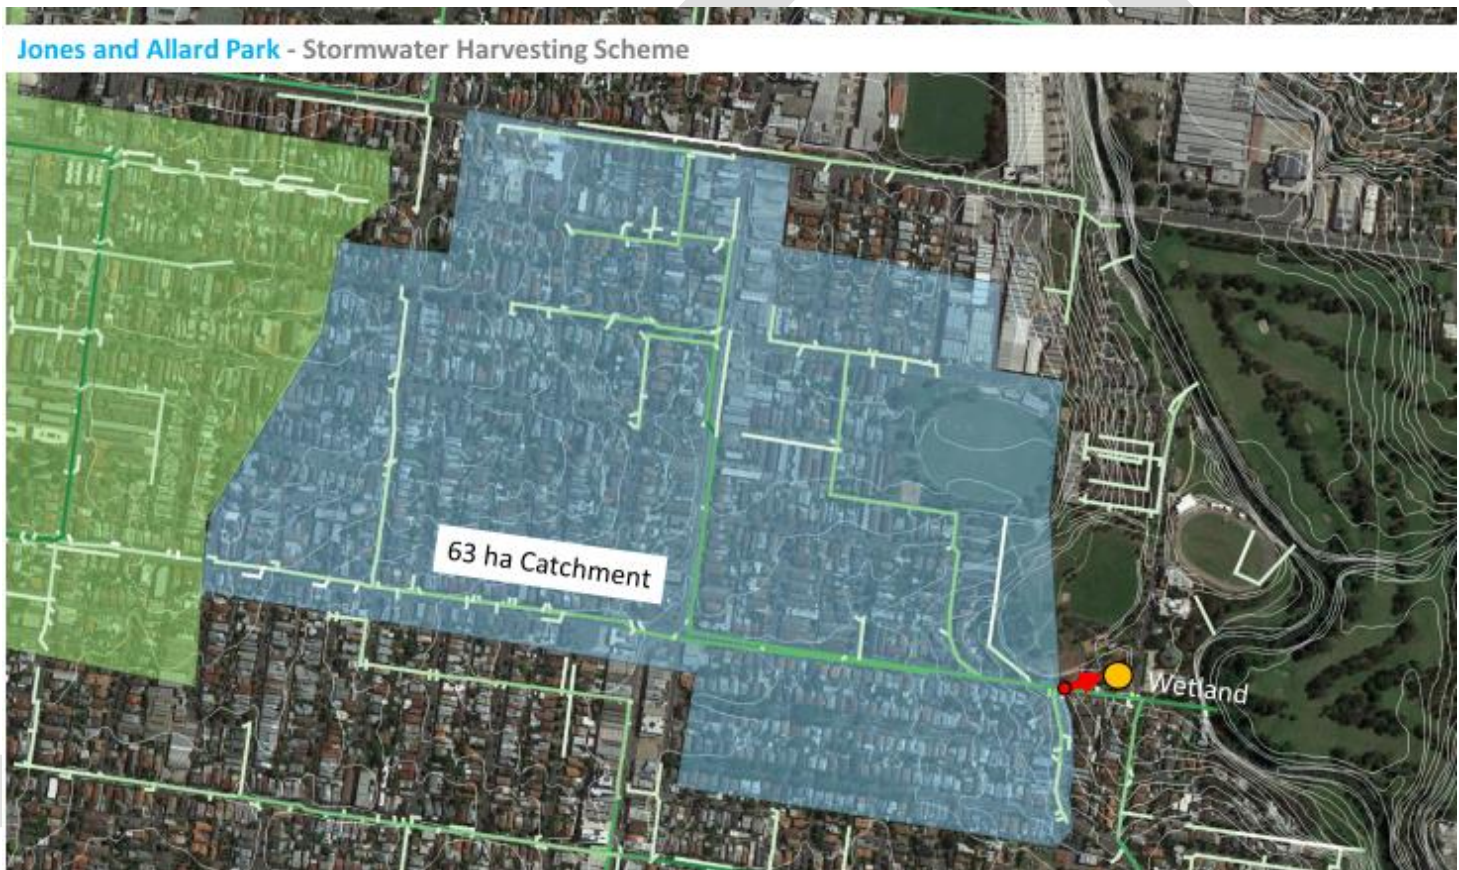 Jones and Allard Park - Stormwater Harvesting Scheme
63 ha Catchment
Wetland